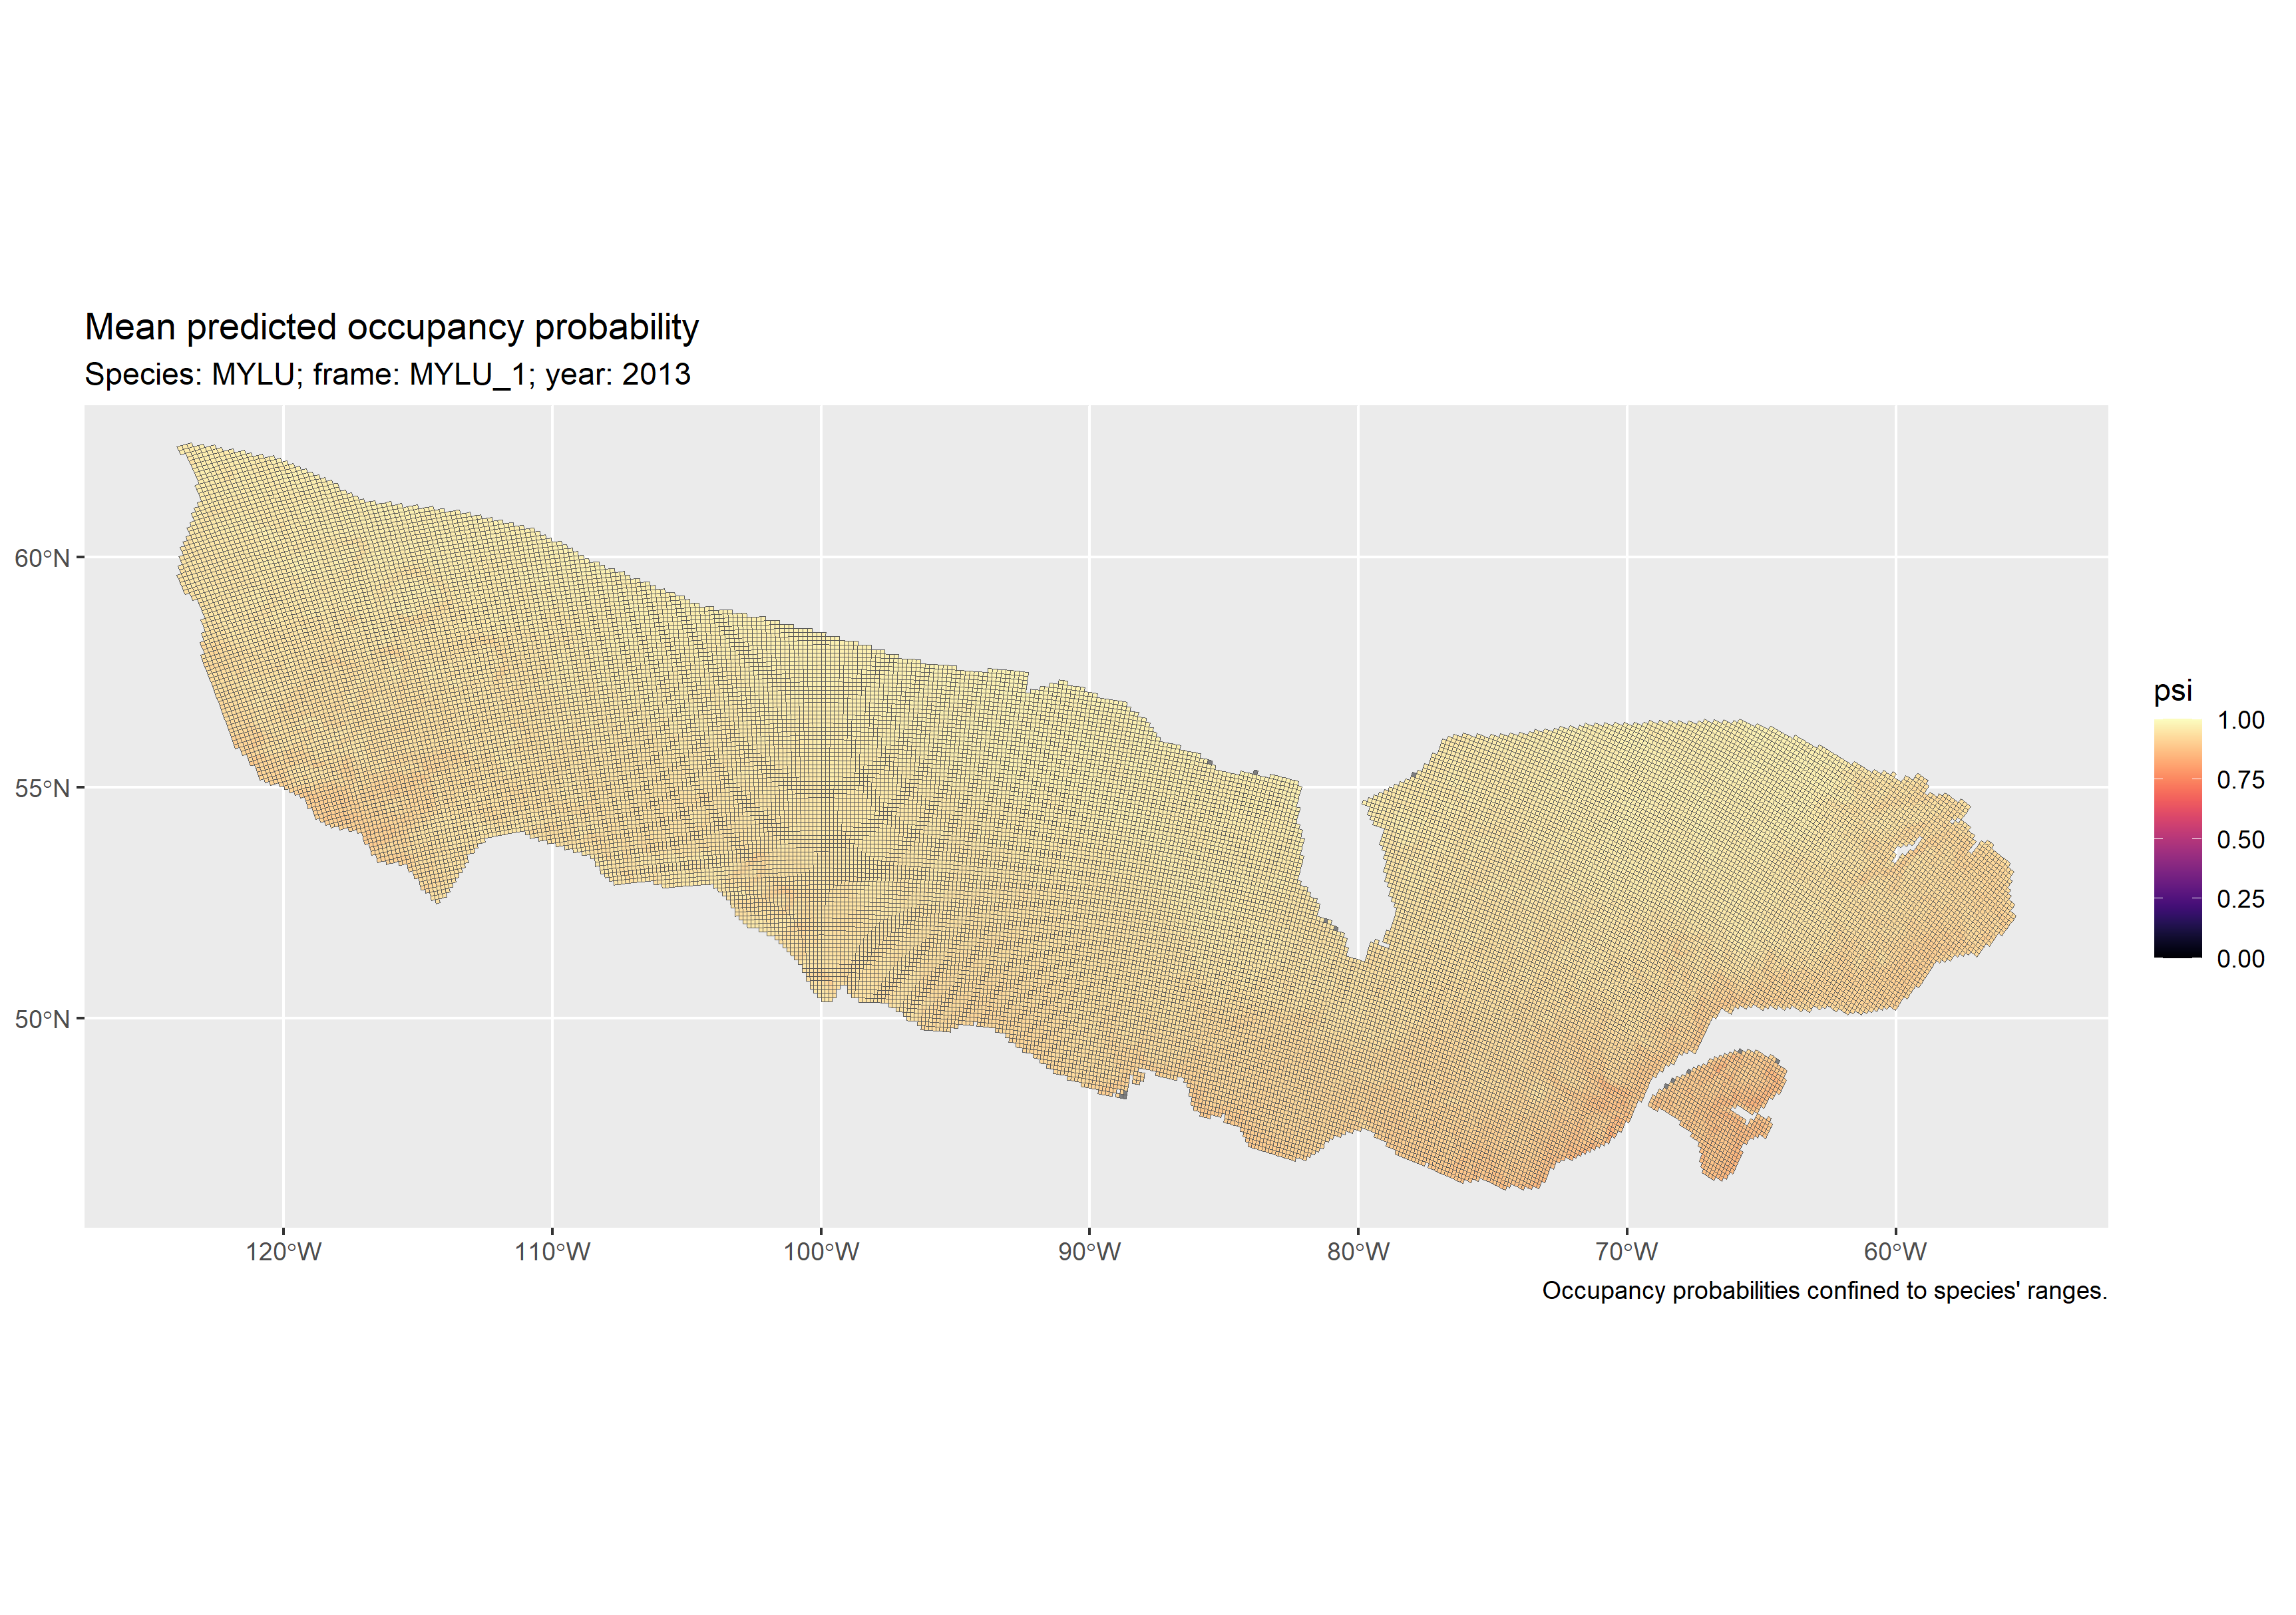 Mean predicted occupancy probability
Species: MYLU; frame: MYLU_1; year: 2013
60°N
55°N
50°N
120°W
110°W
100°W
90°W
80°W
70°W
60°W
psi
1.00
0.75
0.50
0.25
0.00
Occupancy probabilities confined to species' ranges.